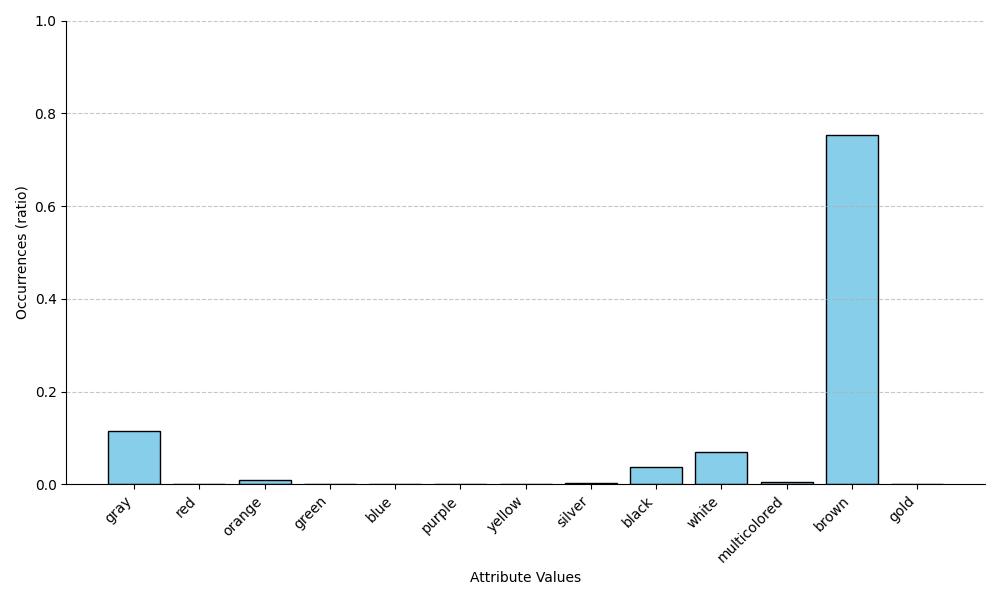 1.0
0.8
0.6
0.4
0.2
0.0
Occurrences (ratio)
gray
red
orange
green
blue
purple
yellow
silver
black
white
multicolored
brown
gold
Attribute Values